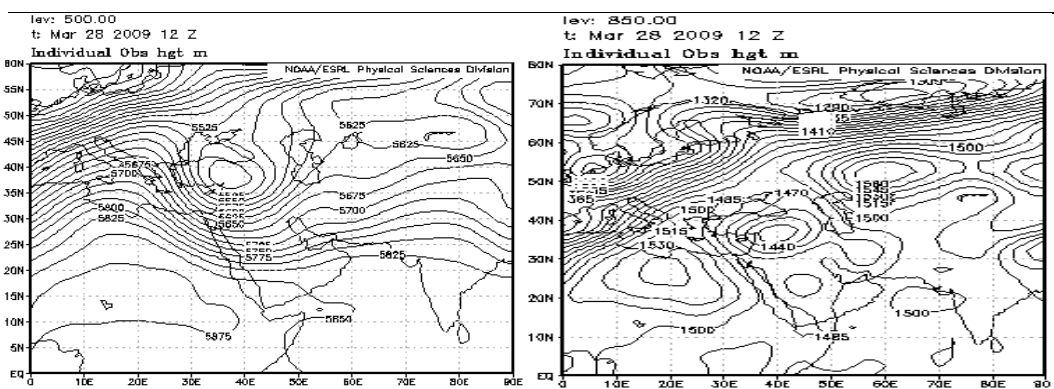 lev: 500.00
t: Mar 28 2009 12 Z
Individual Obs hgt m
NOAA/ESRL Physical Sciences Division
60N
55N
50N
45N
40N
35N
30N
25N
20N
15N
10N
5N
EQ
0
10E
20E
30E
40E
50E
60E
70E
80E
90E
5525
5625
5625
5650
5675
5700
5675
5700
5800
5825
5650
5775
5825
5650
5875
lev: 850.00
t: Mar 28 2009 12 Z
Individual Obs hgt m
NOAA/ESRL Physical Sciences Division
80N
70N
60N
50N
40N
30N
20N
10N
EQ
0
10E
20E
30E
40E
50E
60E
70E
80E
1320
1410
1500
1470
1485
1500
1515
1500
1530
1440
1500
1500
1485